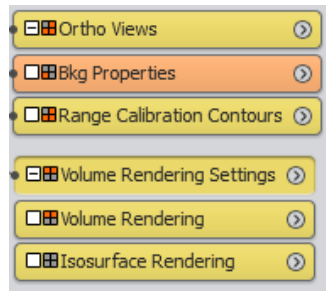 Ortho Views
Bkg Properties
Range Calibration Contours
Volume Rendering Settings
Volume Rendering
Isosurface Rendering